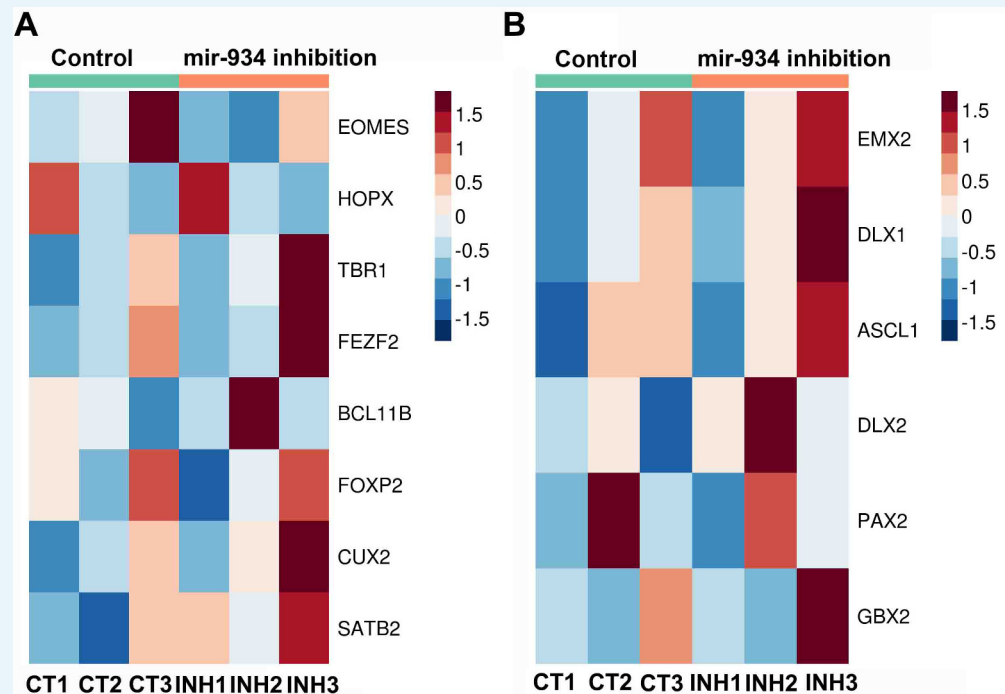 A
Control
mir-934 inhibition
EOMES
HOPX
TBR1
FEZF2
BCL11B
FOXP2
CUX2
SATB2
1.5
1
0.5
0
-0.5
-1
-1.5
CT1 CT2 CT3 INH1 INH2 INH3
B
Control
mir-934 inhibition
EMX2
DLX1
ASCL1
DLX2
PAX2
GBX2
1.5
1
0.5
0
-0.5
-1
-1.5
CT1 CT2 CT3 INH1 INH2 INH3